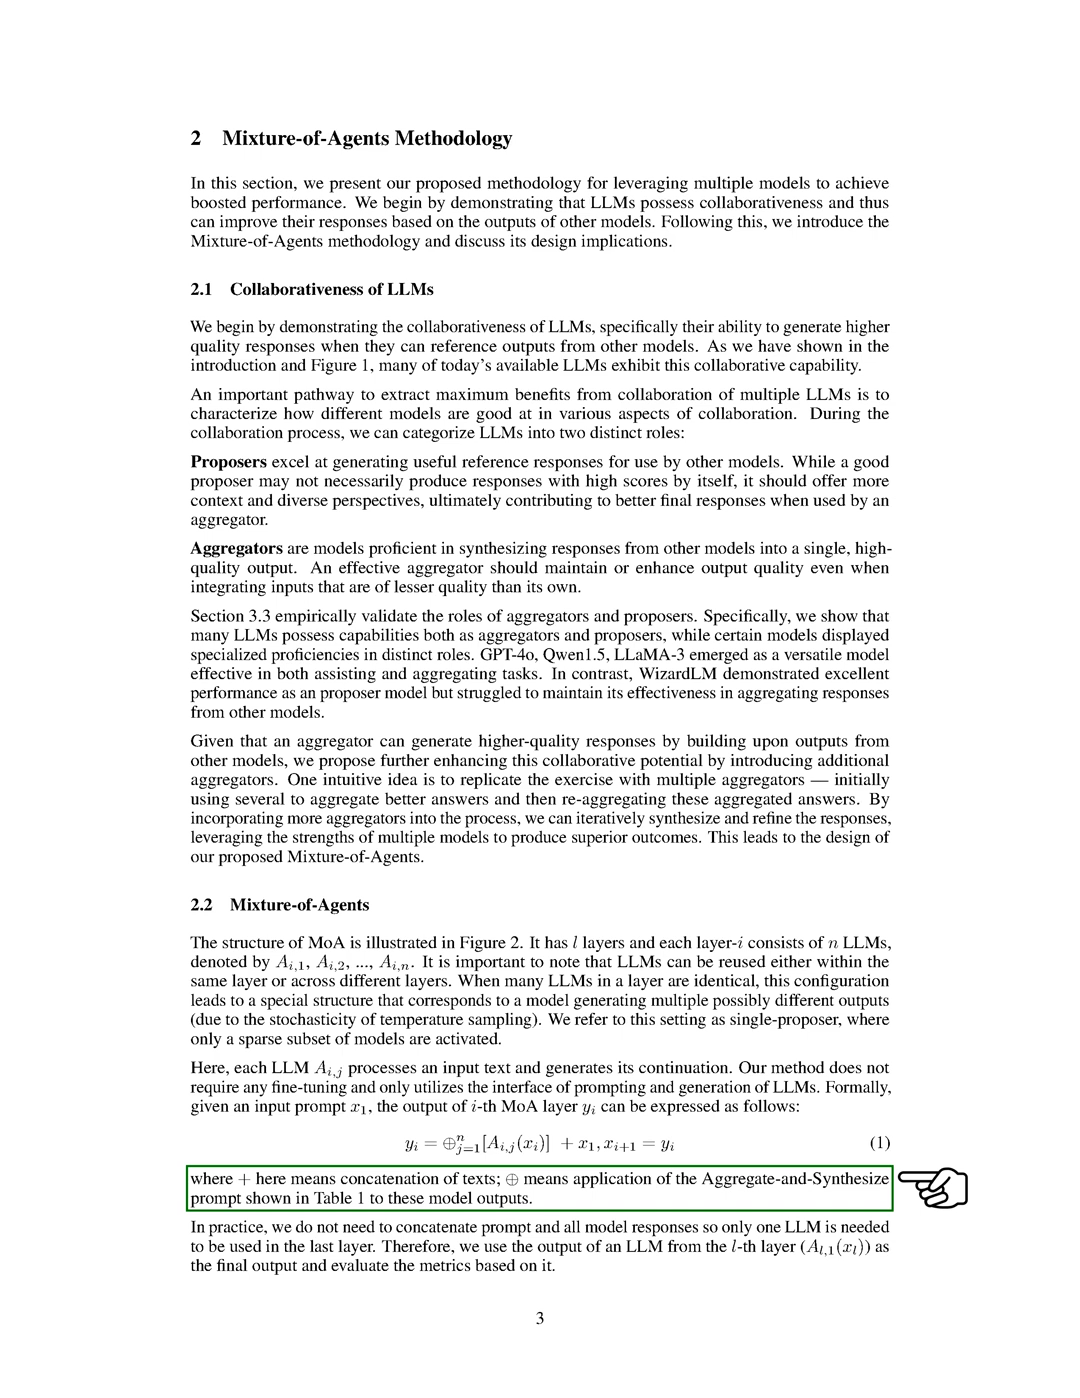 2 Mixture-of-Agents Methodology
In this section, we present our proposed methodology for leveraging multiple models to achieve
boosted performance. We begin by demonstrating that LLMs possess collaborativeness and thus
can improve their responses based on the outputs of other models. Following this, we introduce the
Mixture-of-Agents methodology and discuss its design implications.
2.1 Collaborativeness of LLMs
We begin by demonstrating the collaborativeness of LLMs, specifically their ability to generate higher
quality responses when they can reference outputs from other models. As we have shown in the
introduction and Figure 1, many of today's available LLMs exhibit this collaborative capability.
An important pathway to extract maximum benefits from collaboration of multiple LLMs is to
characterize how different models are good at in various aspects of collaboration. During the
collaboration process, we can categorize LLMs into two distinct roles:
Proposers excel at generating useful reference responses for use by other models. While a good
proposer may not necessarily produce responses with high scores by itself, it should offer more
context and diverse perspectives, ultimately contributing to better final responses when used by an
aggregator.
Aggregators are models proficient in synthesizing responses from other models into a single, high-
quality output. An effective aggregator should maintain or enhance output quality even when
integrating inputs that are of lesser quality than its own.
Section 3.3 empirically validate the roles of aggregators and proposers. Specifically, we show that
many LLMs possess capabilities both as aggregators and proposers, while certain models displayed
specialized proficiencies in distinct roles. GPT-4o, Qwen1.5, LLaMA-3 emerged as a versatile model
effective in both assisting and aggregating tasks. In contrast, WizardLM demonstrated excellent
performance as an proposer model but struggled to maintain its effectiveness in aggregating responses
from other models.
Given that an aggregator can generate higher-quality responses by building upon outputs from
other models, we propose further enhancing this collaborative potential by introducing additional
aggregators. One intuitive idea is to replicate the exercise with multiple aggregators — initially
using several to aggregate better answers and then re-aggregating these aggregated answers. By
incorporating more aggregators into the process, we can iteratively synthesize and refine the responses,
leveraging the strengths of multiple models to produce superior outcomes. This leads to the design of
our proposed Mixture-of-Agents.
2.2 Mixture-of-Agents
The structure of MoA is illustrated in Figure 2. It has l layers and each layer-i consists of n LLMs,
denoted by A_{i,1}, A_{i,2}, ..., A_{i,n}. It is important to note that LLMs can be reused either within the
same layer or across different layers. When many LLMs in a layer are identical, this configuration
leads to a special structure that corresponds to a model generating multiple possibly different outputs
(due to the stochasticity of temperature sampling). We refer to this setting as single-proposer, where
only a sparse subset of models are activated.
Here, each LLM A_{i,j} processes an input text and generates its continuation. Our method does not
require any fine-tuning and only utilizes the interface of prompting and generation of LLMs. Formally,
given an input prompt x_1, the output of i-th MoA layer y_i can be expressed as follows:
y_i = ⊕_{j=1}^{n}[A_{i,j}(x_i)] + x_1, x_{i+1} = y_i (1)
where + here means concatenation of texts; ⊕ means application of the Aggregate-and-Synthesize
prompt shown in Table 1 to these model outputs.
In practice, we do not need to concatenate prompt and all model responses so only one LLM is needed
to be used in the last layer. Therefore, we use the output of an LLM from the l-th layer (A_{l,1}(x_l)) as
the final output and evaluate the metrics based on it.
3